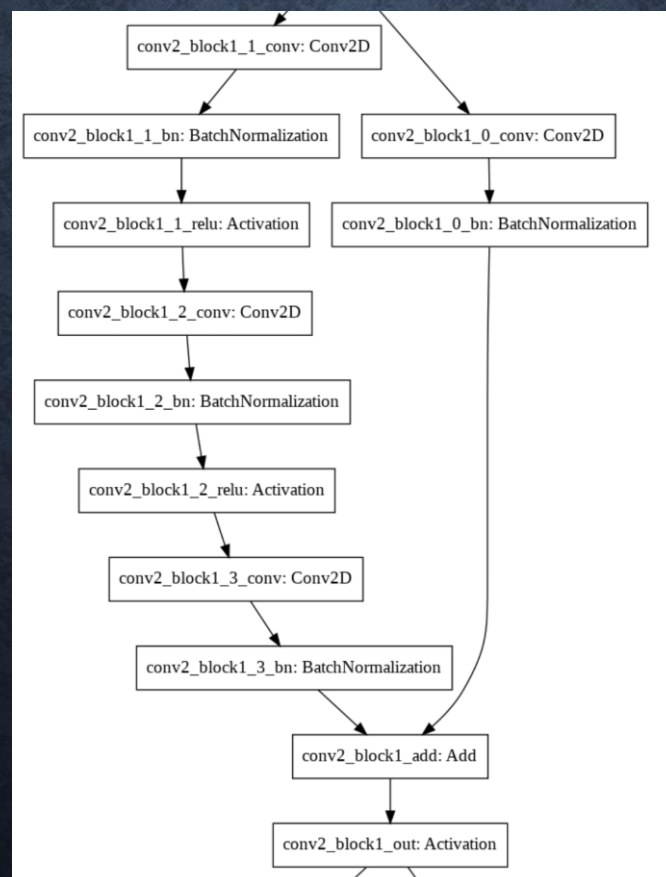 conv2_block1_1_conv: Conv2D
conv2_block1_1_bn: BatchNormalization
conv2_block1_0_conv: Conv2D
conv2_block1_1_relu: Activation
conv2_block1_0_bn: BatchNormalization
conv2_block1_2_conv: Conv2D
conv2_block1_2_bn: BatchNormalization
conv2_block1_2_relu: Activation
conv2_block1_3_conv: Conv2D
conv2_block1_3_bn: BatchNormalization
conv2_block1_add: Add
conv2_block1_out: Activation